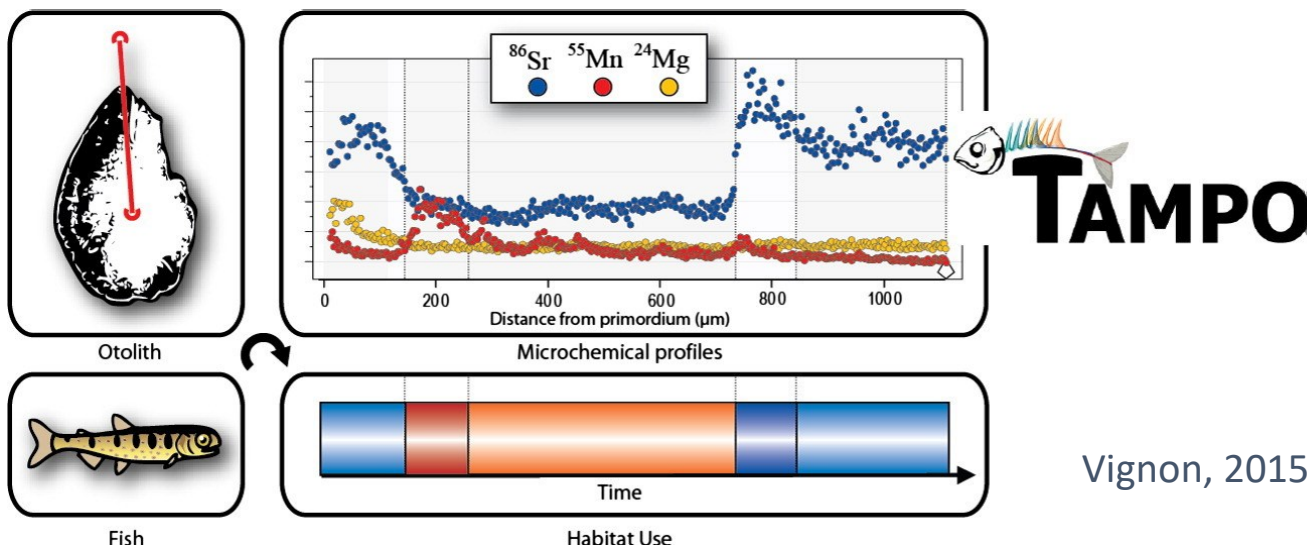 ⁸⁶Sr ⁵⁵Mn ²⁴Mg
0 200 400 600 800 1000
Distance from primordium (µm)
Otolith
Microchemical profiles
TAMPO
Time
Vignon, 2015
Fish
Habitat Use